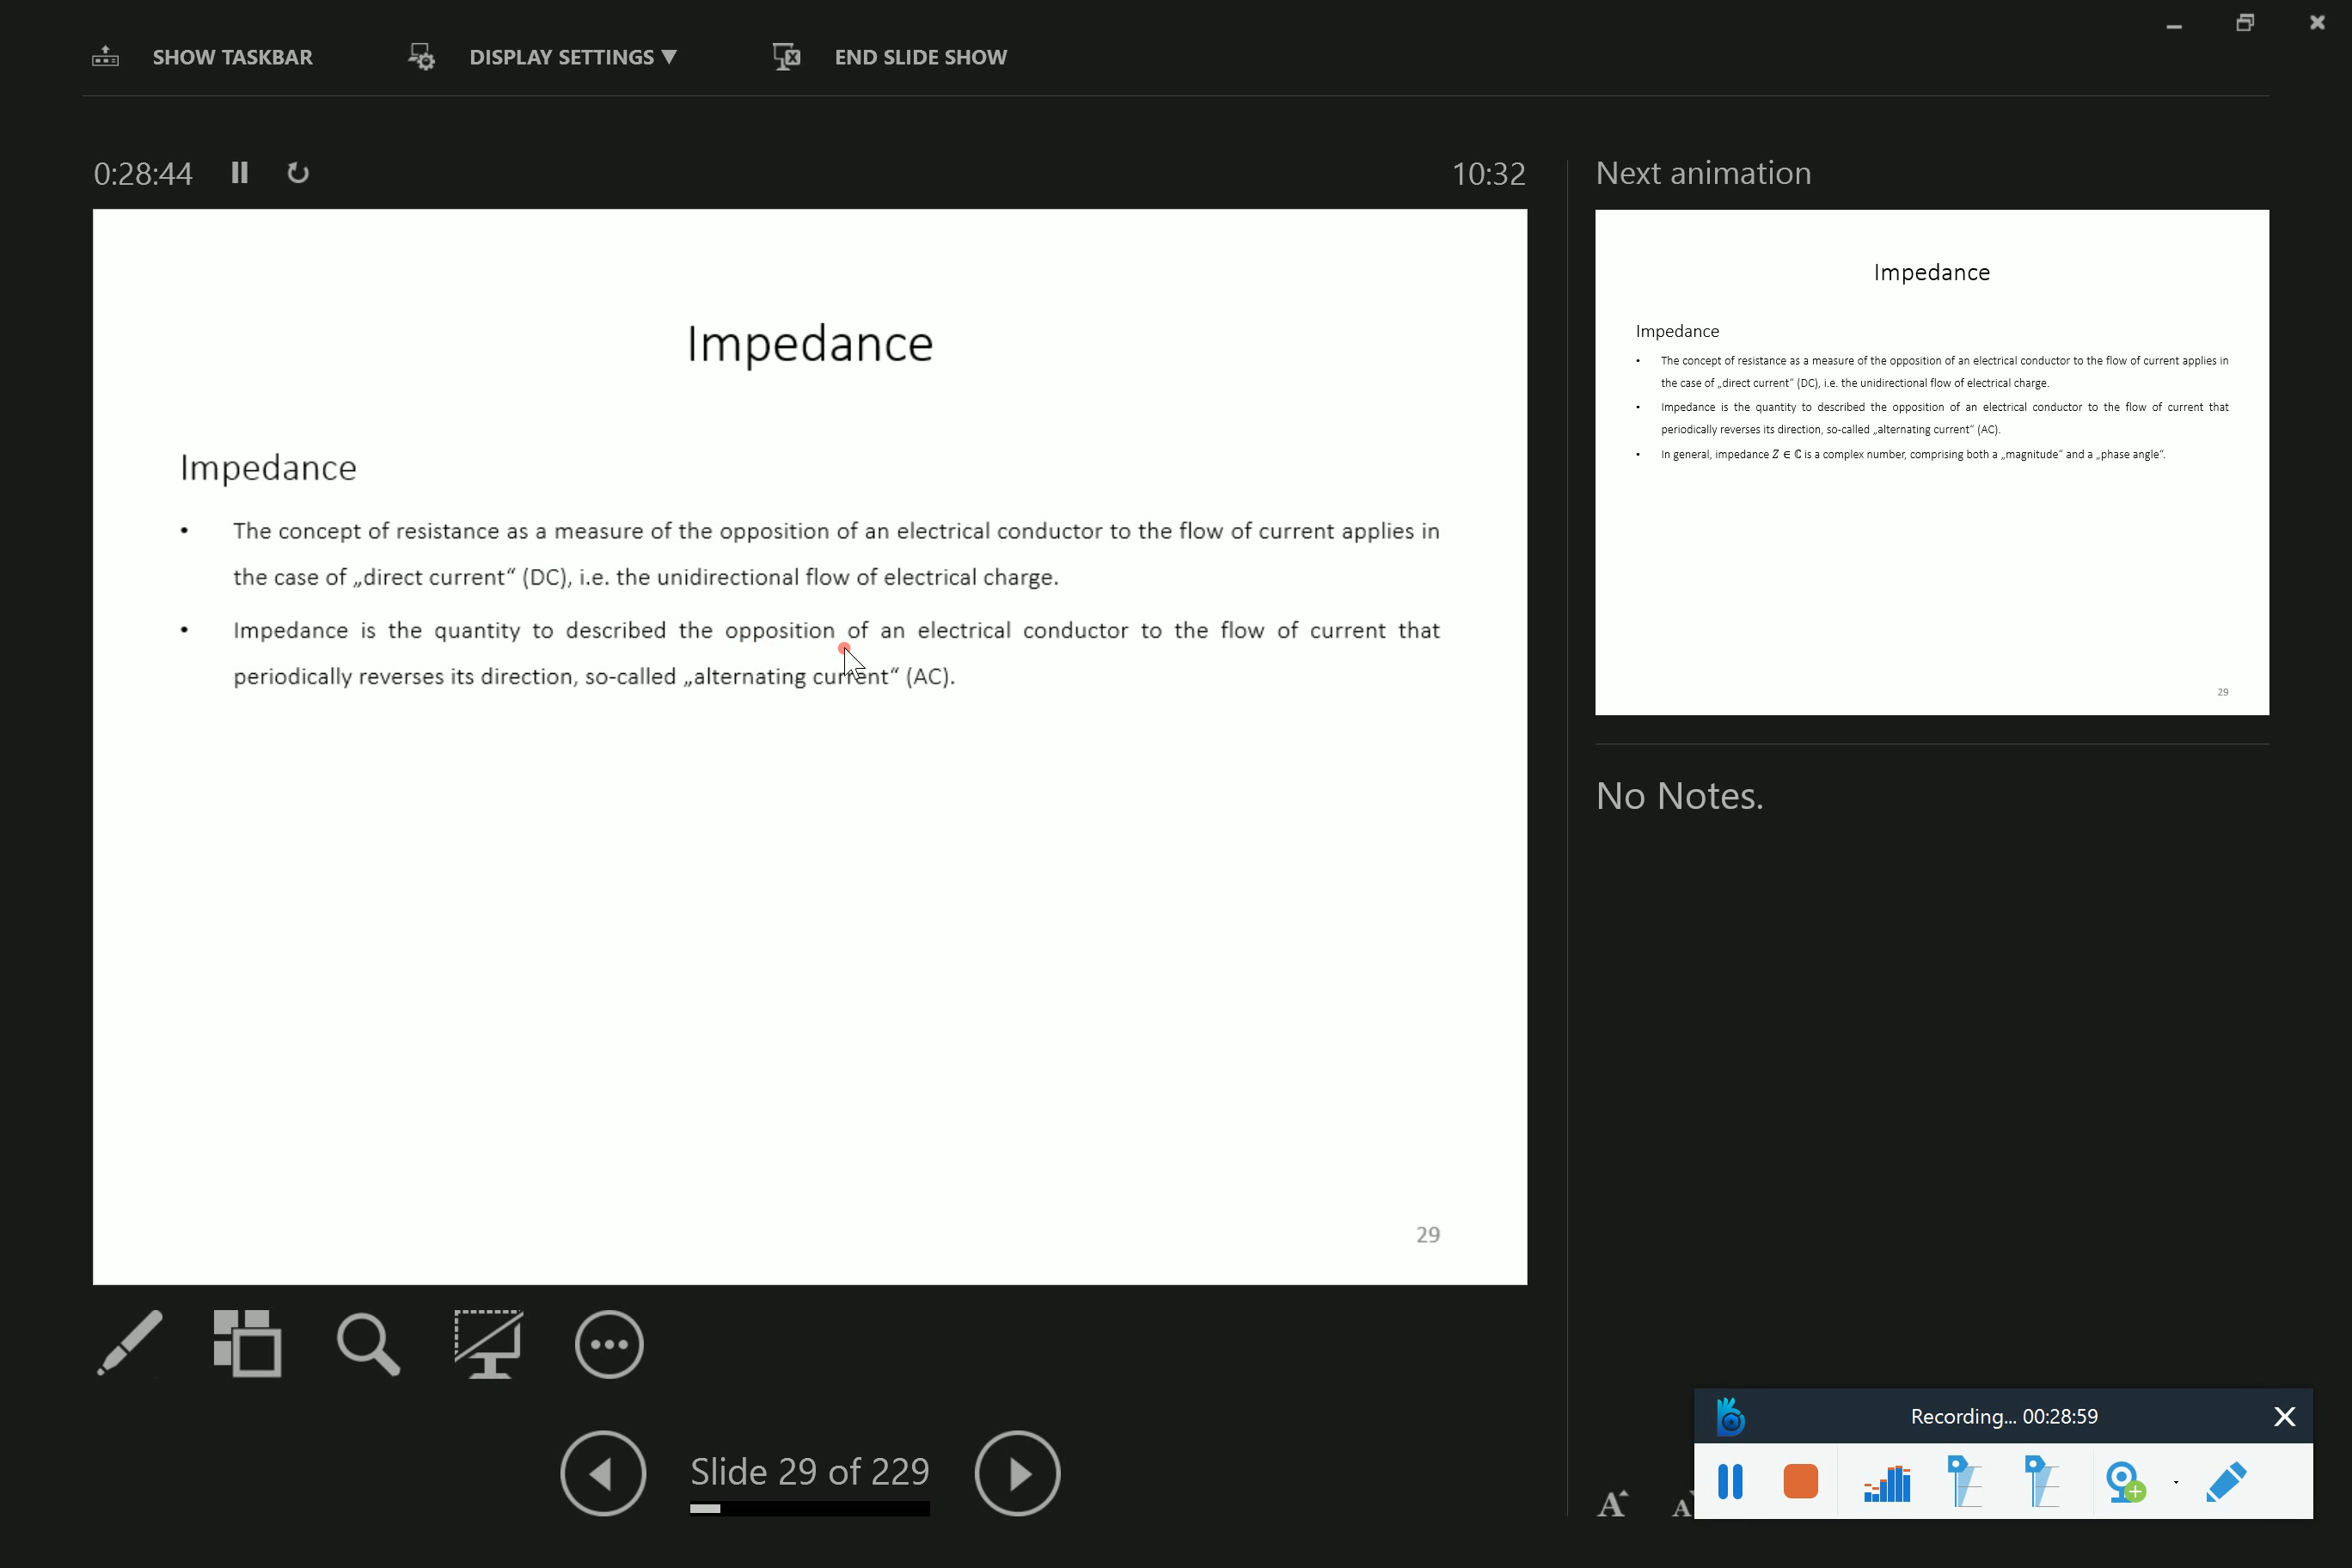 SHOW TASKBAR
DISPLAY SETTINGS ▼
END SLIDE SHOW
0:28:44
10:32
Impedance
Impedance
• The concept of resistance as a measure of the opposition of an electrical conductor to the flow of current applies in
the case of „direct current“ (DC), i.e. the unidirectional flow of electrical charge.
• Impedance is the quantity to described the opposition of an electrical conductor to the flow of current that
periodically reverses its direction, so-called „alternating current“ (AC).
29
Slide 29 of 229
Next animation
Impedance
Impedance
• The concept of resistance as a measure of the opposition of an electrical conductor to the flow of current applies in
the case of „direct current“ (DC), i.e. the unidirectional flow of electrical charge.
• Impedance is the quantity to described the opposition of an electrical conductor to the flow of current that
periodically reverses its direction, so-called „alternating current“ (AC).
• In general, impedance Z ∈ ℂ is a complex number, comprising both a „magnitude“ and a „phase angle“.
29
No Notes.
A A
Recording... 00:28:59